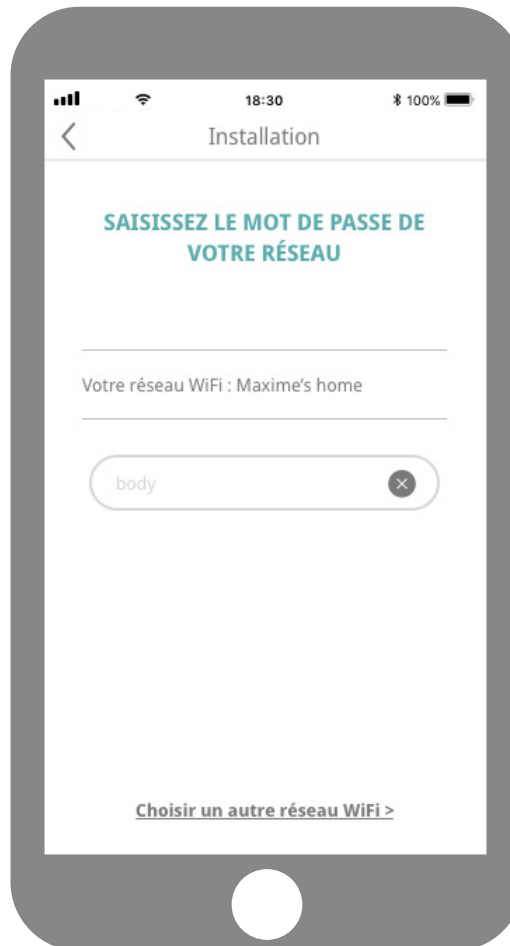 18:30
100%
Installation
SAISISSEZ LE MOT DE PASSE DE
VOTRE RÉSEAU
Votre réseau WiFi : Maxime's home
body
Choisir un autre réseau WiFi >